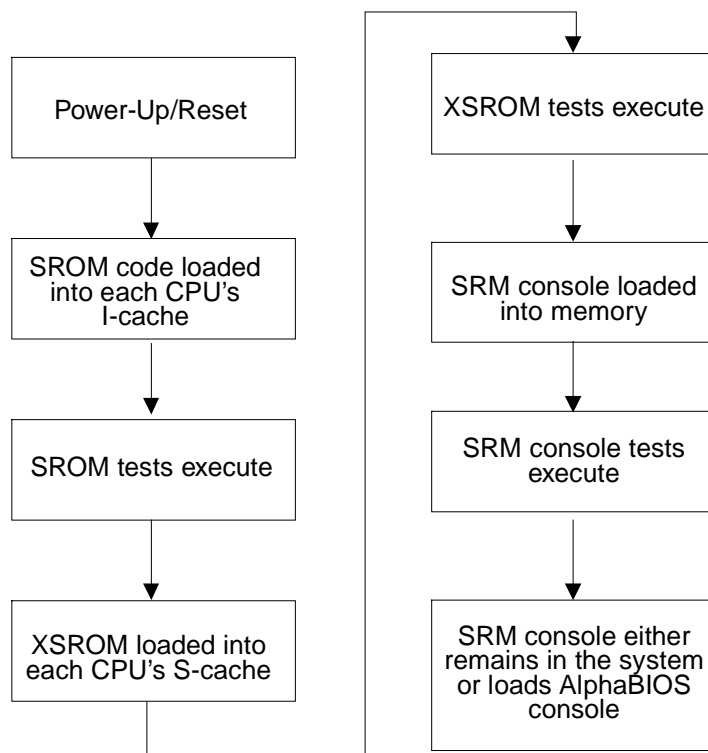 Power-Up/Reset
SROM code loaded
into each CPU’s
I-cache
SROM tests execute
XSROM loaded into
each CPU’s S-cache
XSROM tests execute
SRM console loaded
into memory
SRM console tests
execute
SRM console either
remains in the system
or loads AlphaBIOS
console